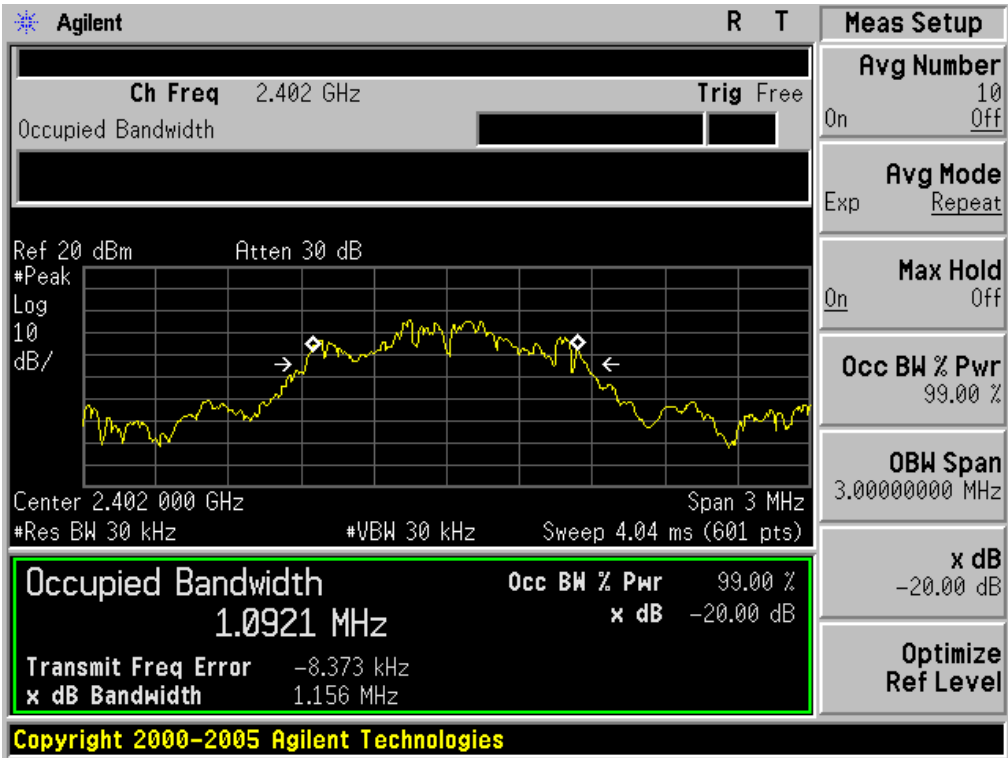 Agilent R T
Ch Freq 2.402 GHz Trig Free
Occupied Bandwidth
Ref 20 dBm Atten 30 dB
#Peak
Log
10
dB/
Center 2.402 000 GHz Span 3 MHz
#Res BW 30 kHz #VBW 30 kHz Sweep 4.04 ms (601 pts)
Occupied Bandwidth Occ BW % Pwr 99.00 %
1.0921 MHz x dB -20.00 dB
Transmit Freq Error -8.373 kHz
x dB Bandwidth 1.156 MHz
Copyright 2000-2005 Agilent Technologies
Meas Setup
Avg Number
10
On Off
Avg Mode
Exp Repeat
Max Hold
On Off
Occ BW % Pwr
99.00 %
OBW Span
3.00000000 MHz
x dB
-20.00 dB
Optimize
Ref Level